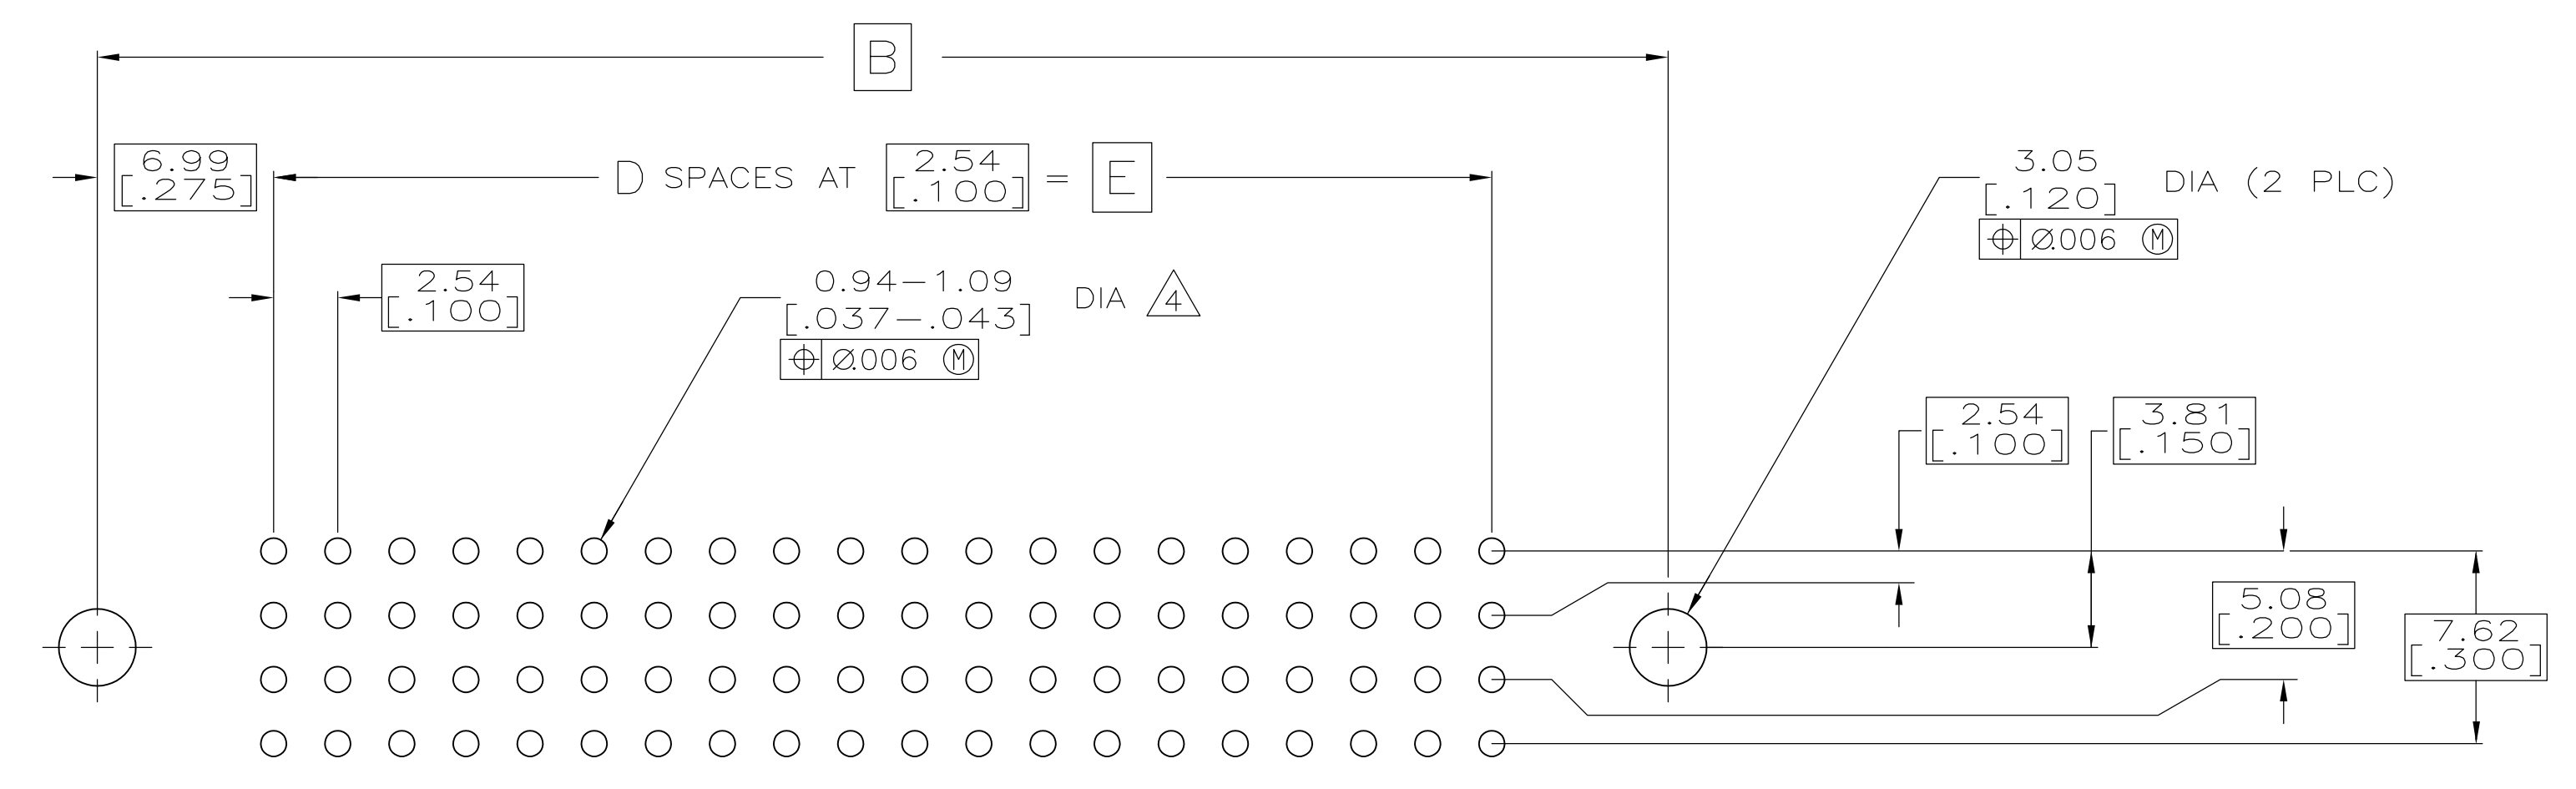 B
6.99
[.275]
D SPACES AT 2.54 [.100] = E
3.05
[.120] DIA (2 PLC)
⌖ Ø.006 Ⓜ
2.54
[.100]
0.94-1.09
[.037-.043] DIA 4
⌖ Ø.006 Ⓜ
2.54
[.100]
3.81
[.150]
5.08
[.200]
7.62
[.300]